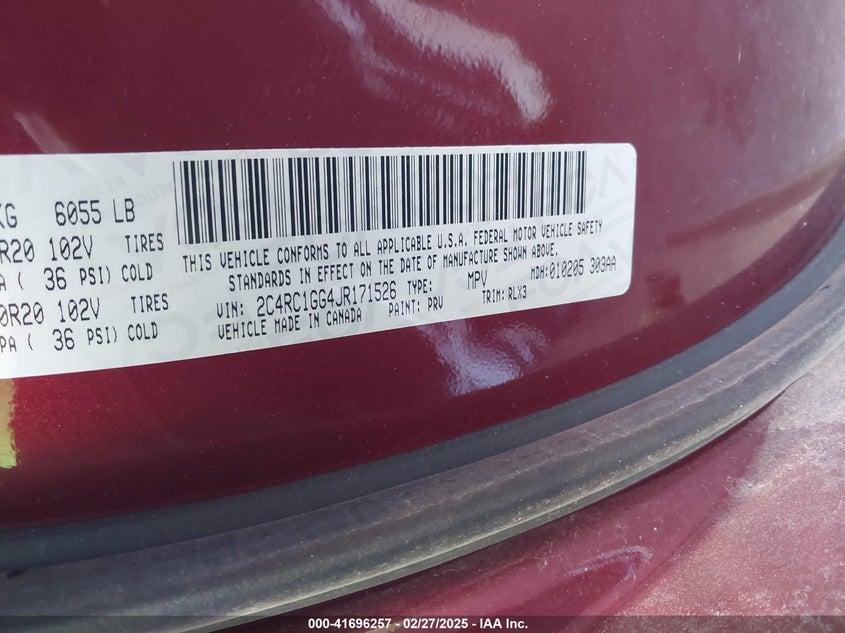 KG 6055 LB
R20 102V TIRES
A ( 36 PSI) COLD
0R20 102V TIRES
PA ( 36 PSI) COLD
THIS VEHICLE CONFORMS TO ALL APPLICABLE U.S.A. FEDERAL MOTOR VEHICLE SAFETY
STANDARDS IN EFFECT ON THE DATE OF MANUFACTURE SHOWN ABOVE.
VIN: 2C4RC1GG4JR171526 TYPE: MPV MDH: 010205 303AA
VEHICLE MADE IN CANADA PAINT: PRV TRIM: RLX3
000-41696257 - 02/27/2025 - IAA Inc.